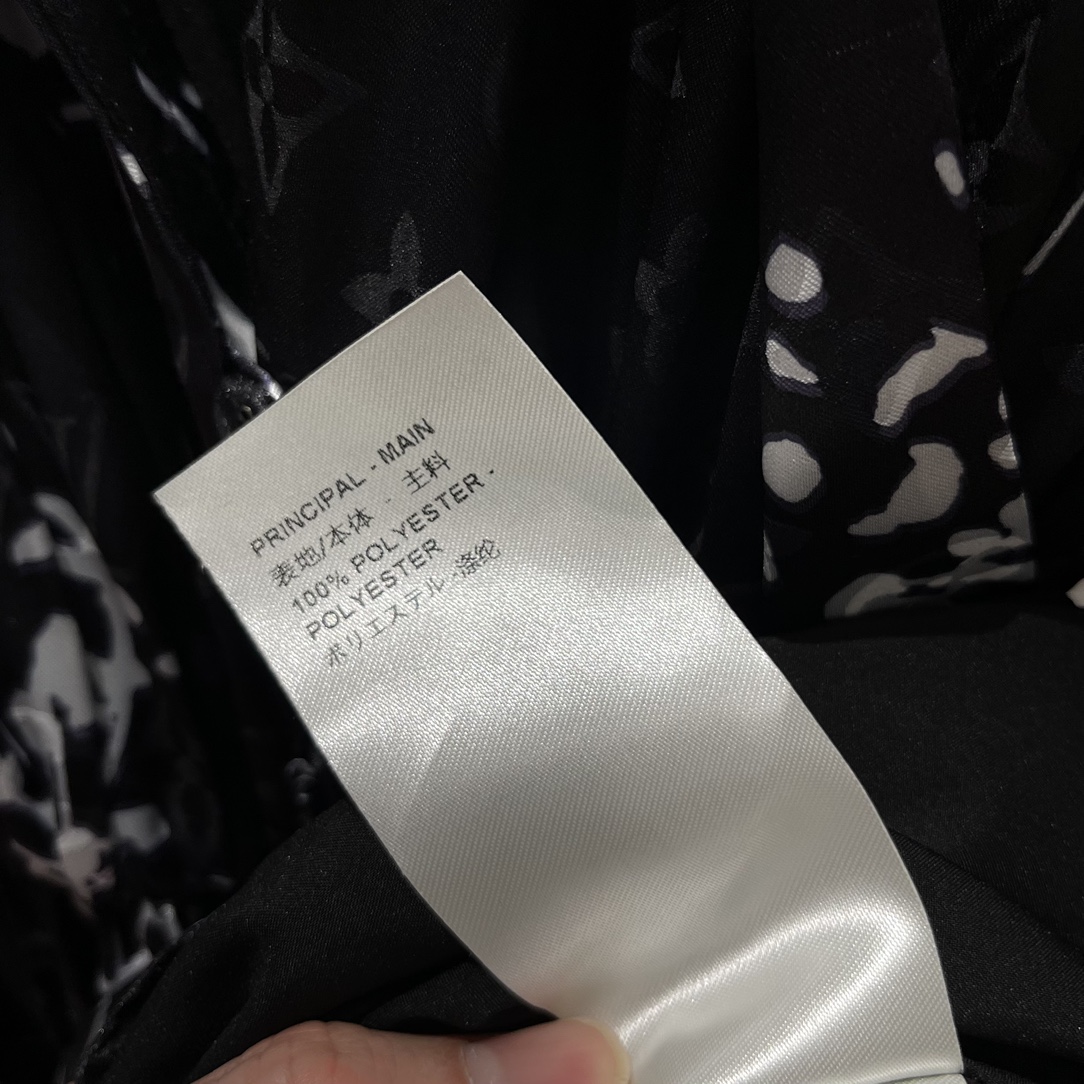 PRINCIPAL - MAIN
表地/本体 - 主料
100% POLYESTER -
POLYESTER
ポリエステル -涤纶